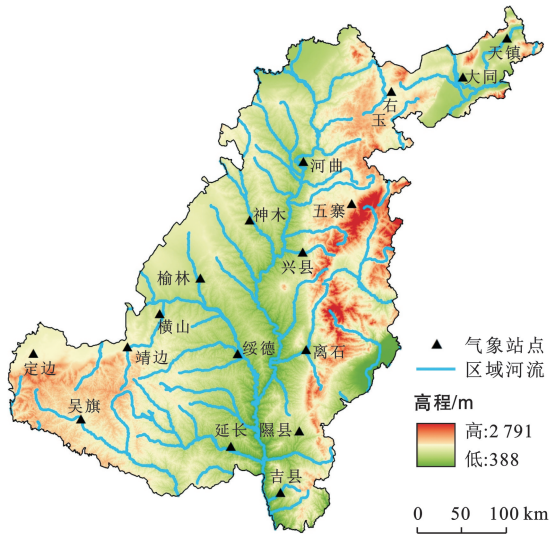 天镇
大同
右
玉
河曲
五寨
神木
兴县
榆林
横山
绥德
离石
定边
靖边
吴旗
延长
隰县
吉县
气象站点
区域河流
高程/m
高:2 791
低:388
0 50 100 km